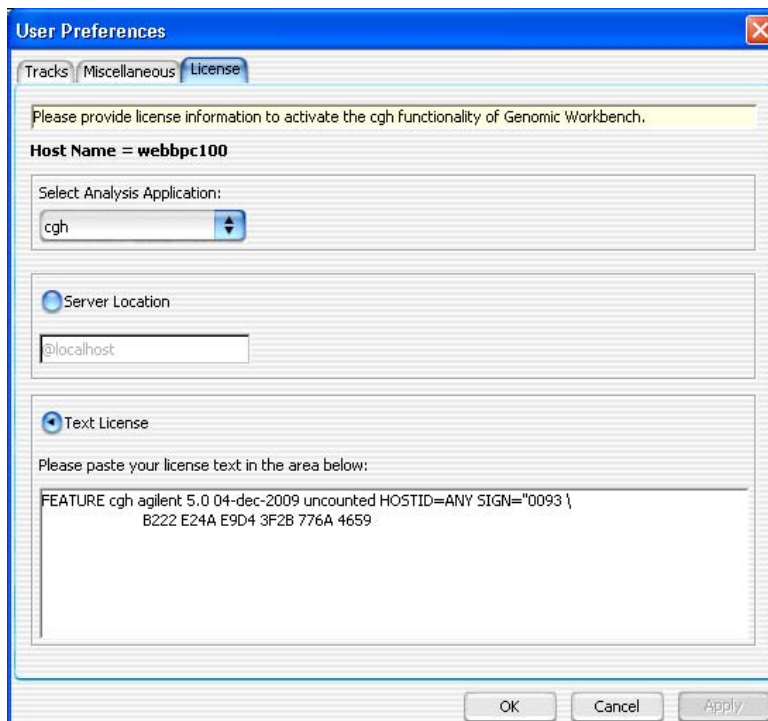 User Preferences
Tracks Miscellaneous License
Please provide license information to activate the cgh functionality of Genomic Workbench.
Host Name = webbpc100
Select Analysis Application:
cgh
Server Location
@localhost
Text License
Please paste your license text in the area below:
FEATURE cgh agilent 5.0 04-dec-2009 uncounted HOSTID=ANY SIGN="0093 \
B222 E24A E9D4 3F2B 776A 4659
OK Cancel Apply